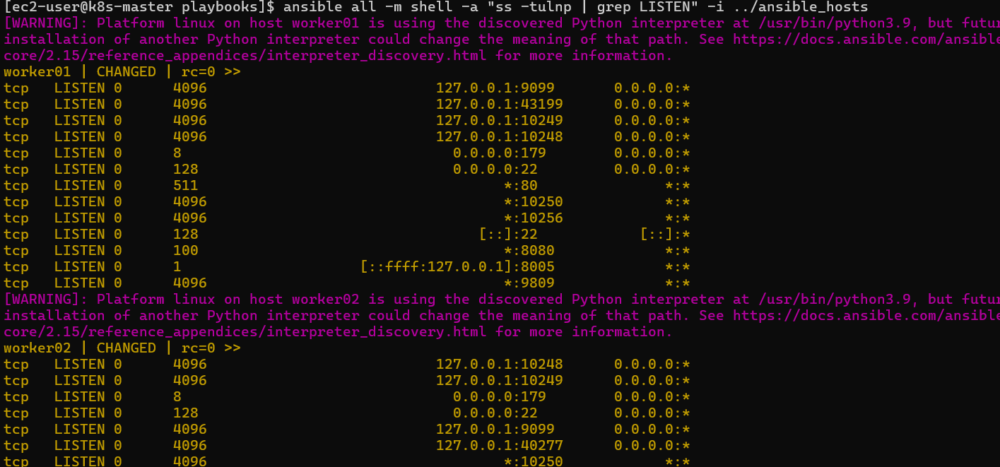 [ec2-user@k8s-master playbooks]$ ansible all -m shell -a "ss -tulnp | grep LISTEN" -i ../ansible_hosts
[WARNING]: Platform linux on host worker01 is using the discovered Python interpreter at /usr/bin/python3.9, but futur
installation of another Python interpreter could change the meaning of that path. See https://docs.ansible.com/ansible
core/2.15/reference_appendices/interpreter_discovery.html for more information.
worker01 | CHANGED | rc=0 >>
tcp   LISTEN 0      4096                           127.0.0.1:9099       0.0.0.0:*
tcp   LISTEN 0      4096                           127.0.0.1:43199      0.0.0.0:*
tcp   LISTEN 0      4096                           127.0.0.1:10249      0.0.0.0:*
tcp   LISTEN 0      4096                           127.0.0.1:10248      0.0.0.0:*
tcp   LISTEN 0      8                                0.0.0.0:179        0.0.0.0:*
tcp   LISTEN 0      128                              0.0.0.0:22         0.0.0.0:*
tcp   LISTEN 0      511                                    *:80               *:*
tcp   LISTEN 0      4096                                   *:10250            *:*
tcp   LISTEN 0      4096                                   *:10256            *:*
tcp   LISTEN 0      128                                 [::]:22            [::]:*
tcp   LISTEN 0      100                                    *:8080             *:*
tcp   LISTEN 0      1                     [::ffff:127.0.0.1]:8005             *:*
tcp   LISTEN 0      4096                                   *:9809             *:*
[WARNING]: Platform linux on host worker02 is using the discovered Python interpreter at /usr/bin/python3.9, but futur
installation of another Python interpreter could change the meaning of that path. See https://docs.ansible.com/ansible
core/2.15/reference_appendices/interpreter_discovery.html for more information.
worker02 | CHANGED | rc=0 >>
tcp   LISTEN 0      4096                           127.0.0.1:10248      0.0.0.0:*
tcp   LISTEN 0      4096                           127.0.0.1:10249      0.0.0.0:*
tcp   LISTEN 0      8                                0.0.0.0:179        0.0.0.0:*
tcp   LISTEN 0      128                              0.0.0.0:22         0.0.0.0:*
tcp   LISTEN 0      4096                           127.0.0.1:9099       0.0.0.0:*
tcp   LISTEN 0      4096                           127.0.0.1:40277      0.0.0.0:*
tcp   LISTEN 0      4096                                   *:10250            *:*